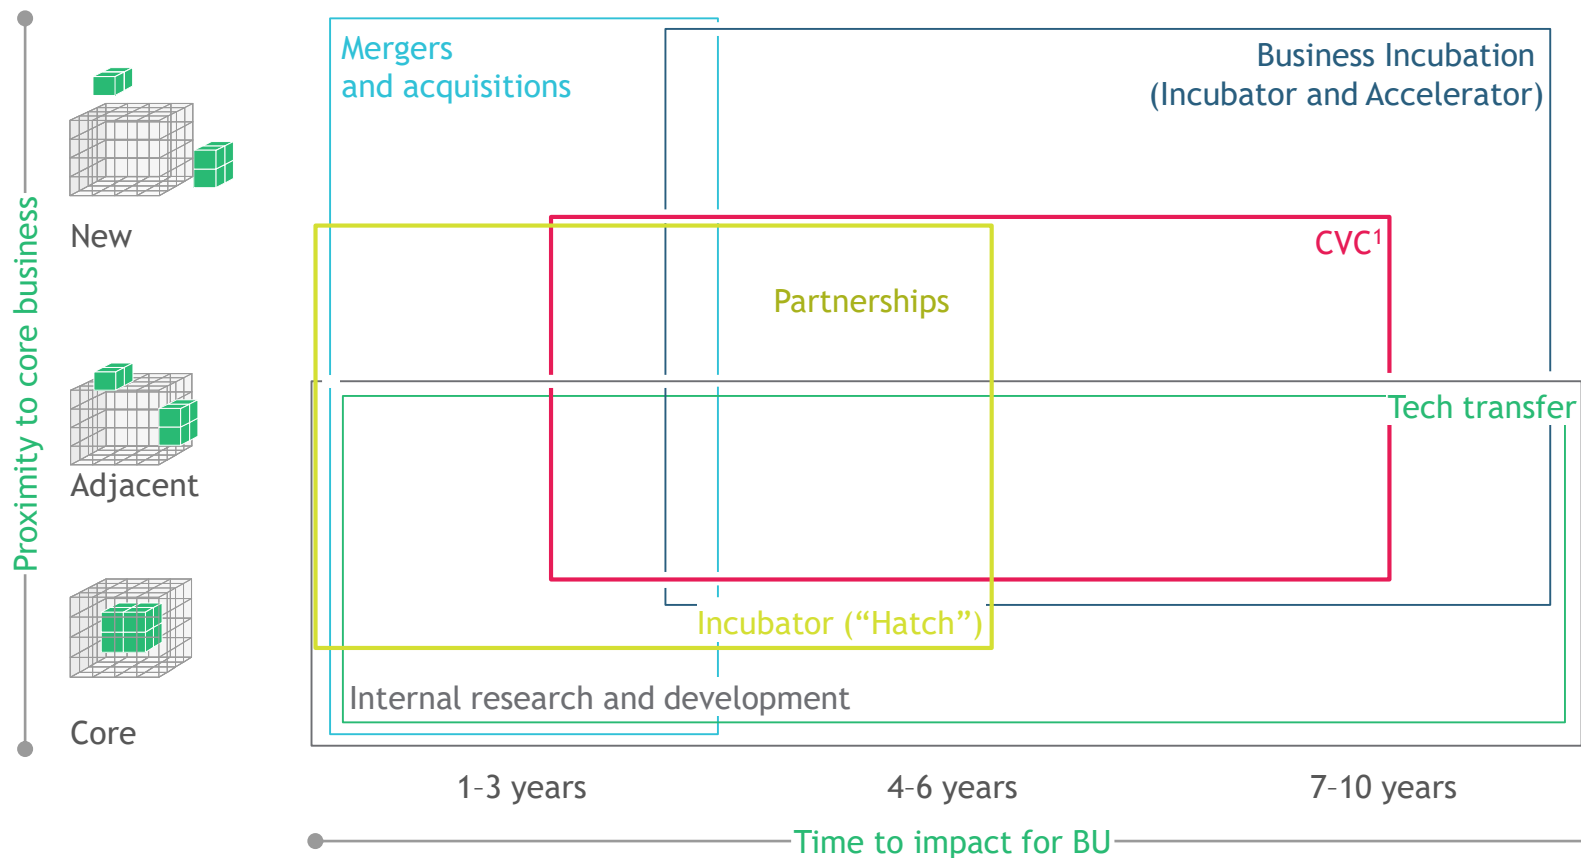 Proximity to core business
New
Adjacent
Core
Mergers
and acquisitions
Business Incubation
(Incubator and Accelerator)
CVC¹
Partnerships
Tech transfer
Incubator (“Hatch”)
Internal research and development
1–3 years
4–6 years
7–10 years
Time to impact for BU